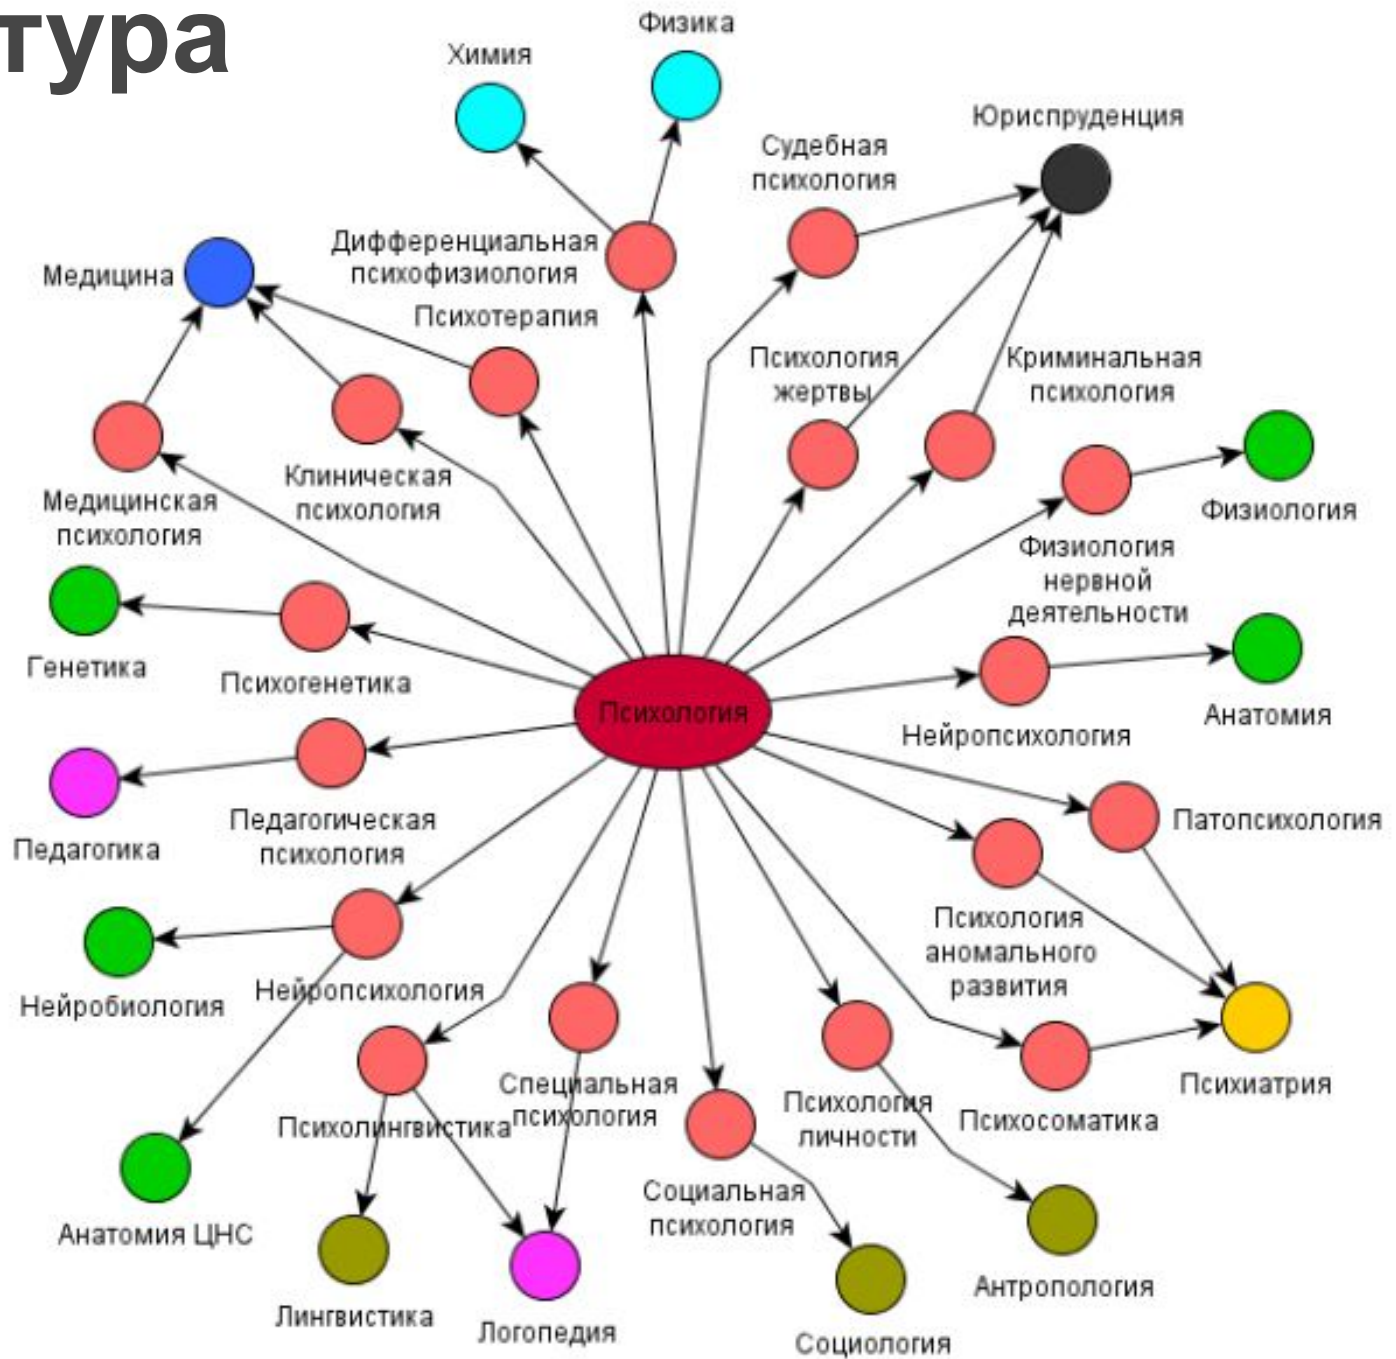 тура
Физика
Химия
Юриспруденция
Судебная
психология
Дифференциальная
психофизиология
Медицина
Психотерапия
Психология
жертвы
Криминальная
психология
Клиническая
психология
Медицинская
психология
Физиология
Физиология
нервной
деятельности
Генетика
Психогенетика
Психология
Анатомия
Нейропсихология
Педагогическая
психология
Патопсихология
Педагогика
Психология
аномального
развития
Нейропсихология
Нейробиология
Специальная
психология
Психиатрия
Психолингвистика
Психология
личности
Психосоматика
Социальная
психология
Анатомия ЦНС
Антропология
Лингвистика
Логопедия
Социология